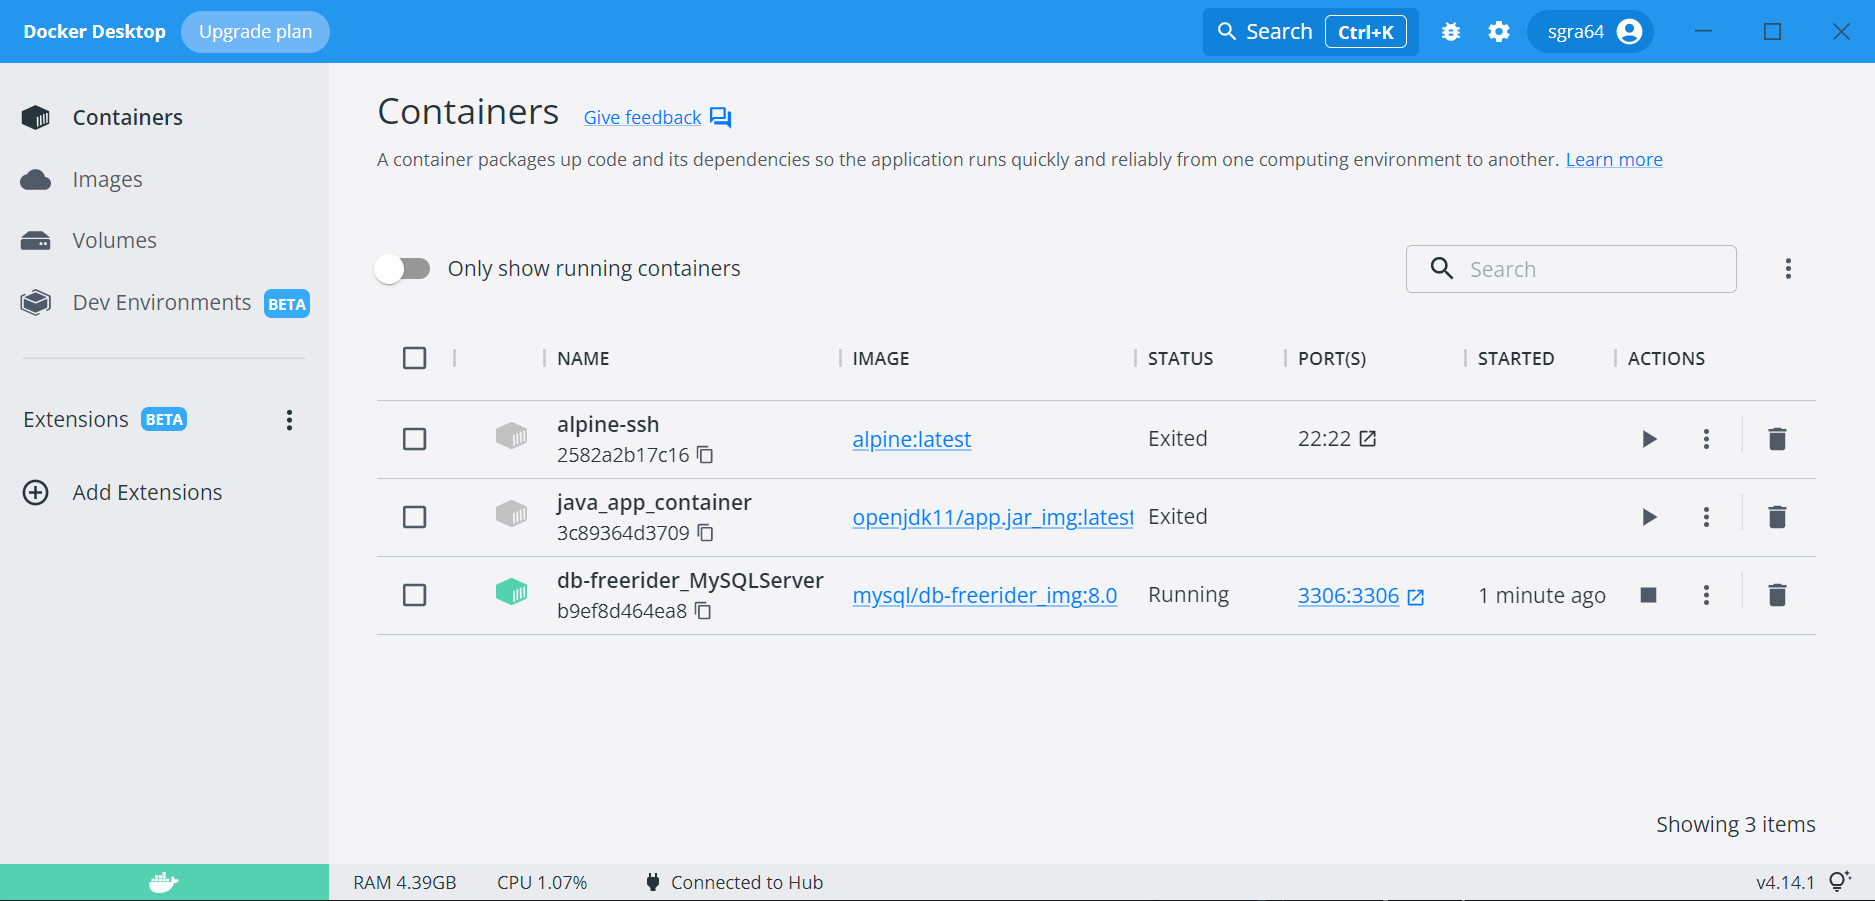 Docker Desktop Upgrade plan Search Ctrl+K sgra64
Containers
Images
Volumes
Dev Environments BETA
Extensions BETA
Add Extensions
Containers Give feedback
A container packages up code and its dependencies so the application runs quickly and reliably from one computing environment to another. Learn more
Only show running containers Search
NAME IMAGE STATUS PORT(S) STARTED ACTIONS
alpine-ssh alpine:latest Exited 22:22
2582a2b17c16
java_app_container openjdk11/app.jar_img:latest Exited
3c89364d3709
db-freerider_MySQLServer mysql/db-freerider_img:8.0 Running 3306:3306 1 minute ago
b9ef8d464ea8
Showing 3 items
RAM 4.39GB CPU 1.07% Connected to Hub v4.14.1